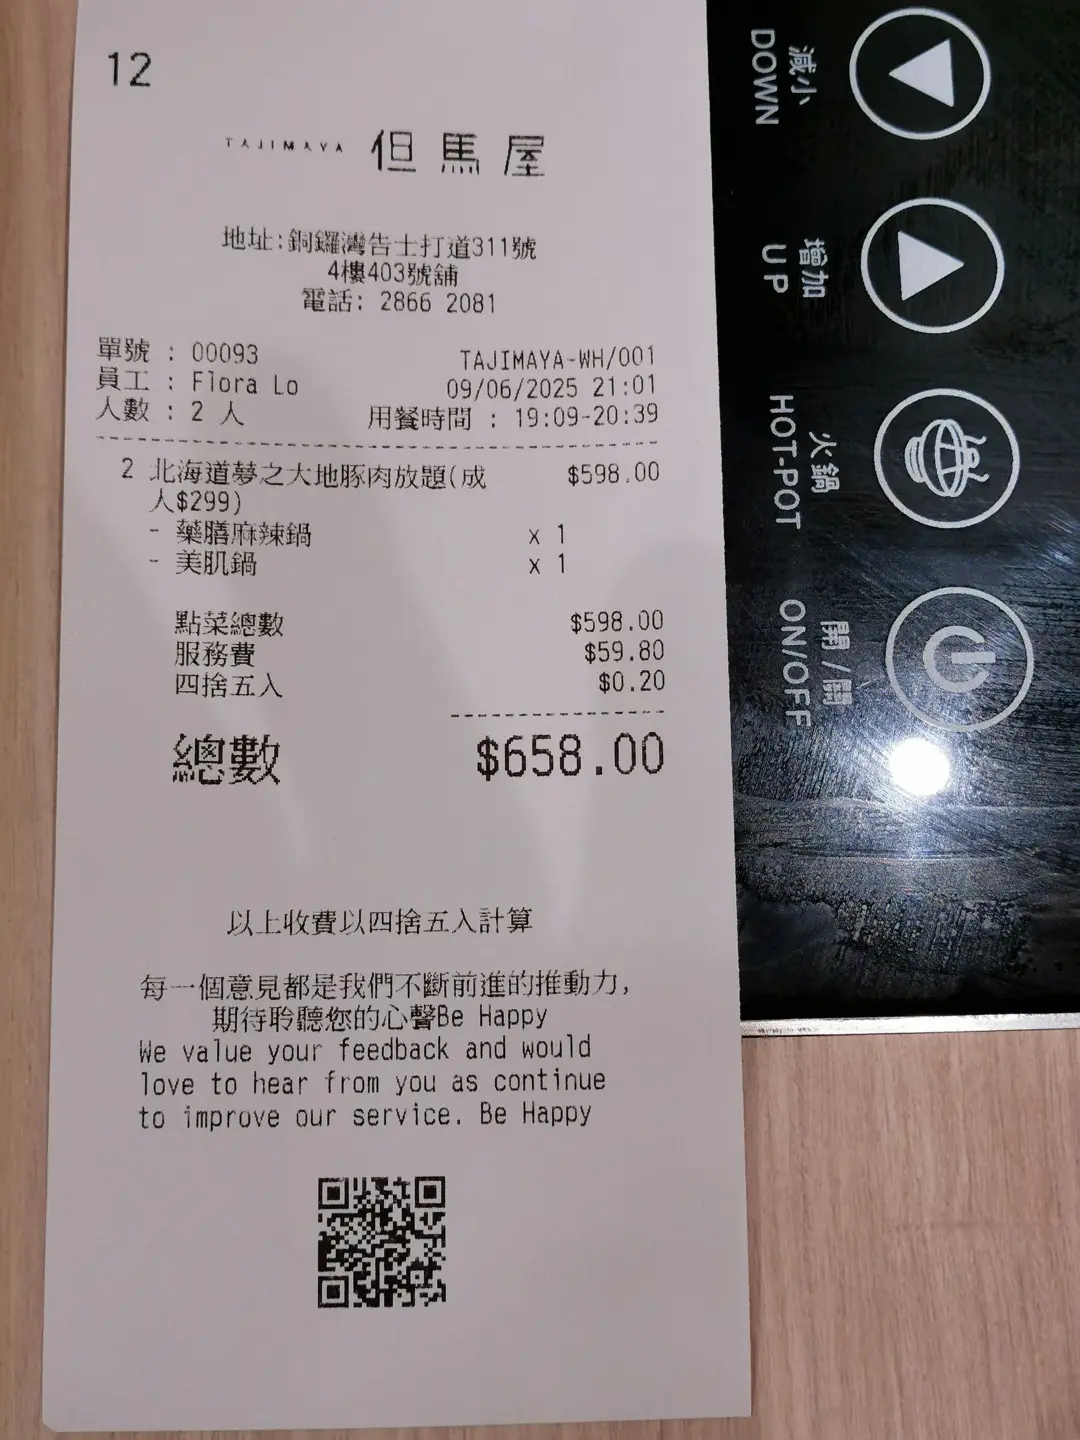 12
TAJIMAYA 但馬屋
地址:銅鑼灣告士打道311號
4樓403號舖
電話: 2866 2081
單號 : 00093 TAJIMAYA-WH/001
員工 : Flora Lo 09/06/2025 21:01
人數 : 2 人 用餐時間 : 19:09-20:39
2 北海道夢之大地豚肉放題(成 $598.00
人$299)
- 藥膳麻辣鍋 x 1
- 美肌鍋 x 1
點菜總數 $598.00
服務費 $59.80
四捨五入 $0.20
總數 $658.00
以上收費以四捨五入計算
每一個意見都是我們不斷前進的推動力,
期待聆聽您的心聲Be Happy
We value your feedback and would
love to hear from you as continue
to improve our service. Be Happy
減小
DOWN
增加
UP
火鍋
HOT-POT
開/關
ON/OFF